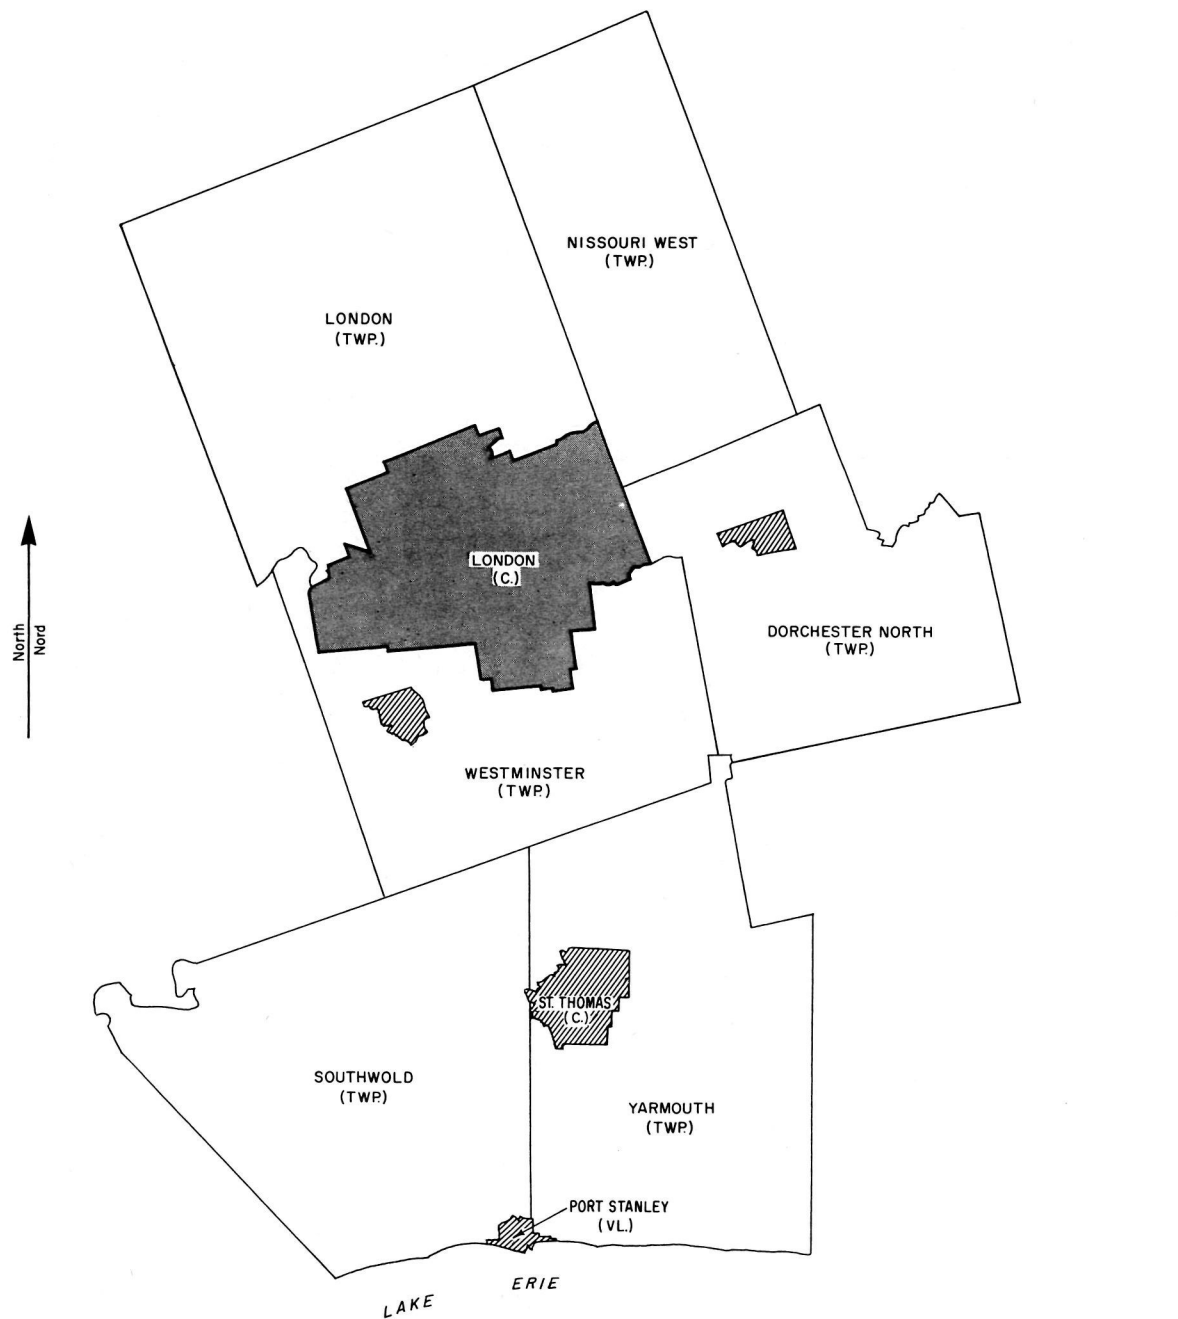 NISSOURI WEST
(TWP.)
LONDON
(TWP.)
LONDON
(C.)
North
Nord
DORCHESTER NORTH
(TWP.)
WESTMINSTER
(TWP.)
ST. THOMAS
(C.)
SOUTHWOLD
(TWP.)
YARMOUTH
(TWP.)
PORT STANLEY
(VL.)
LAKE ERIE